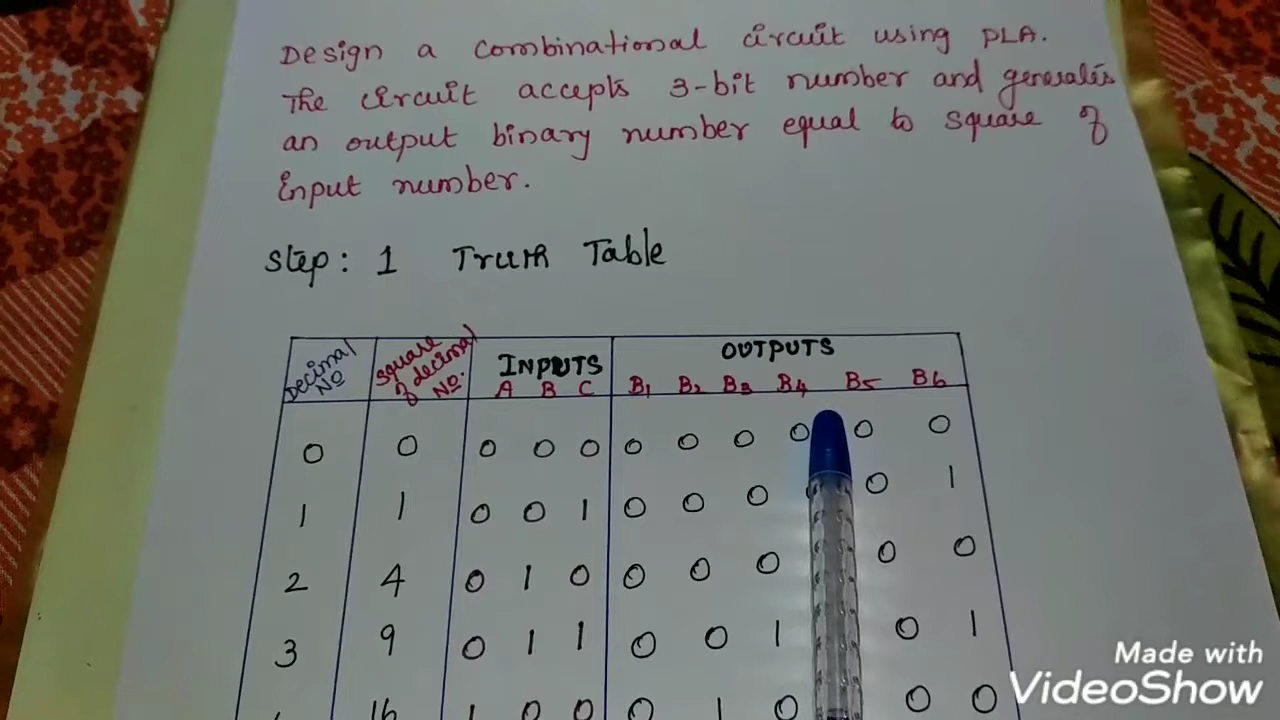 Design a combinational circuit using PLA.
The circuit accepts 3-bit number and generates
an output binary number equal to square of
input number.
Step: 1 Truth Table
Decimal No
Square of decimal No.
INPUTS
OUTPUTS
A B C B1 B2 B3 B4 B5 B6
0 0 0 0 0 0 0 0 0 0 0
1 1 0 0 1 0 0 0 0 1
2 4 0 1 0 0 0 0 0 0
3 9 0 1 1 0 0 1 0 1
16 1 0 0 0 1 0 0 0
Made with
VideoShow